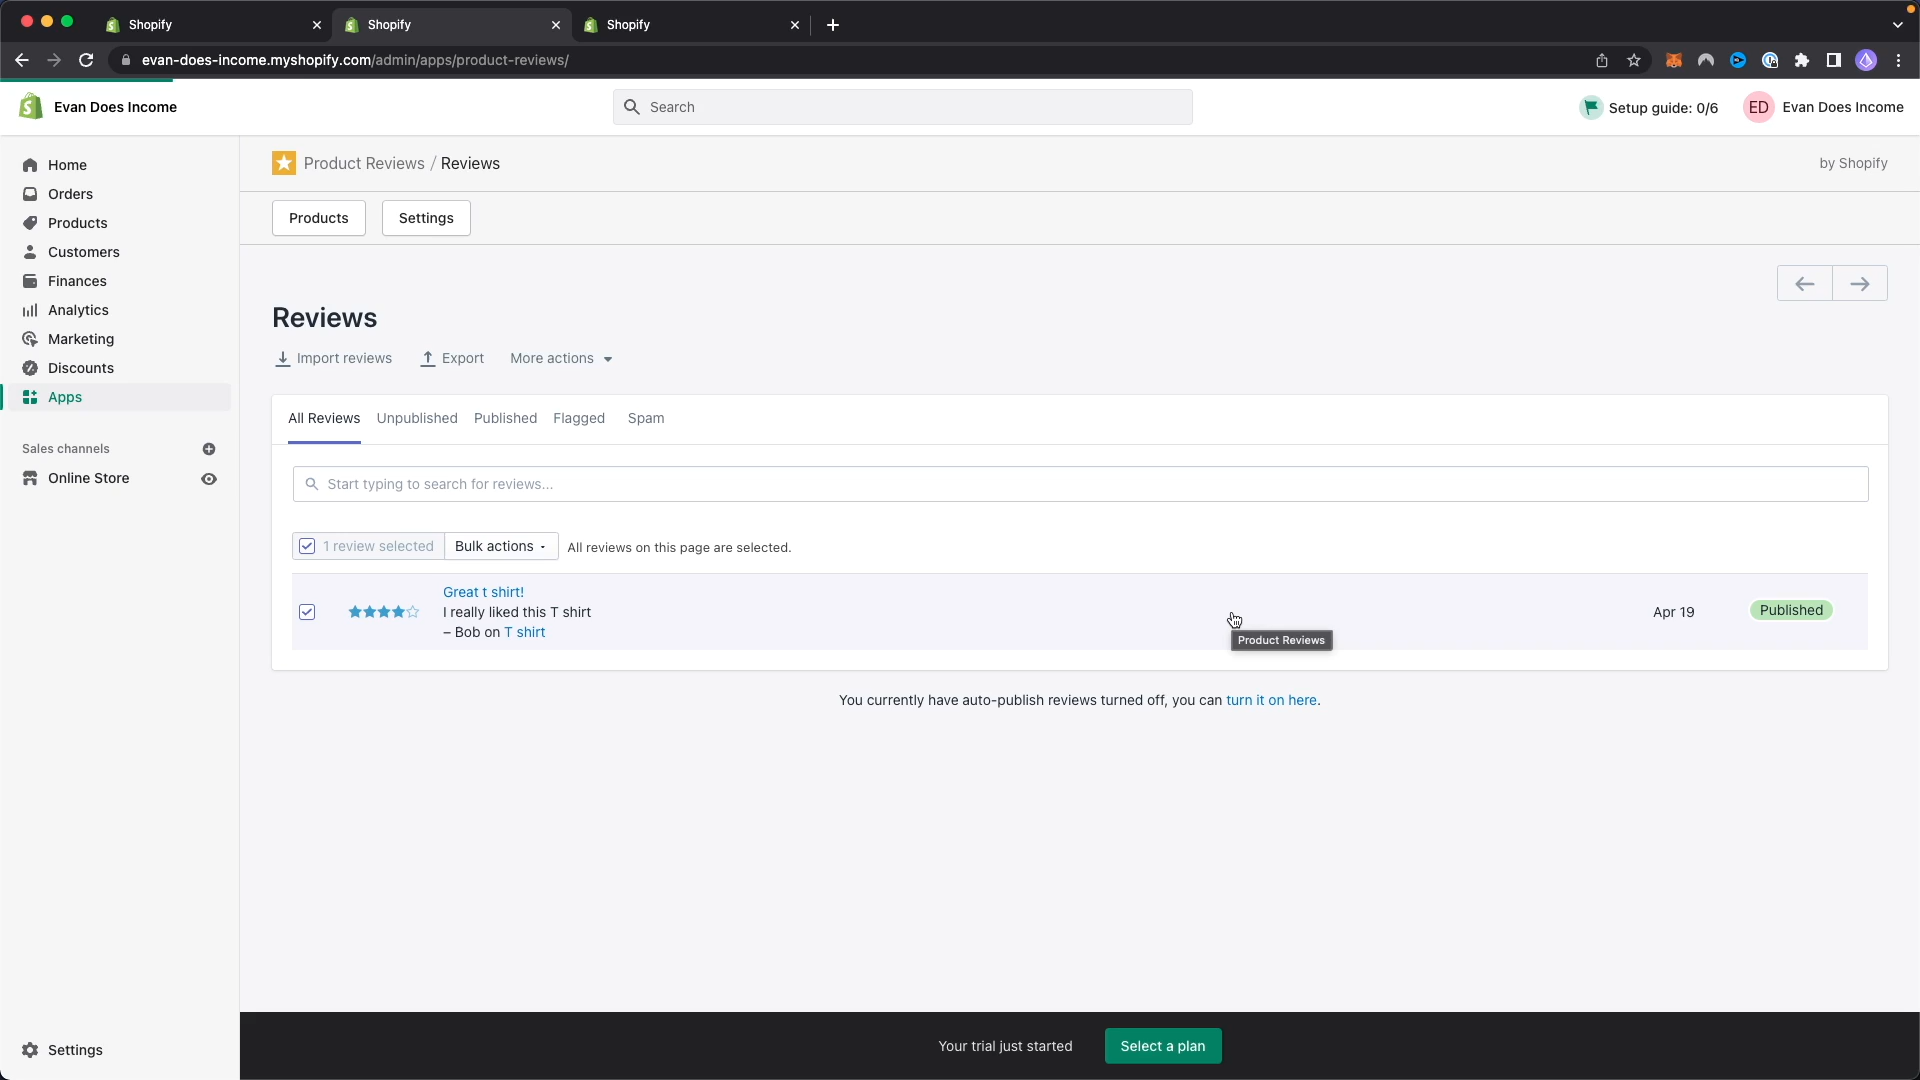 Shopify
Shopify
Shopify
evan-does-income.myshopify.com/admin/apps/product-reviews/
Evan Does Income
Search
Setup guide: 0/6
ED
Evan Does Income
Home
Orders
Products
Customers
Finances
Analytics
Marketing
Discounts
Apps
Sales channels
Online Store
Settings
Product Reviews / Reviews
by Shopify
Products
Settings
Reviews
Import reviews
Export
More actions
All Reviews
Unpublished
Published
Flagged
Spam
Start typing to search for reviews...
1 review selected
Bulk actions
All reviews on this page are selected.
Great t shirt!
I really liked this T shirt
– Bob on T shirt
Apr 19
Published
Product Reviews
You currently have auto-publish reviews turned off, you can turn it on here.
Your trial just started
Select a plan